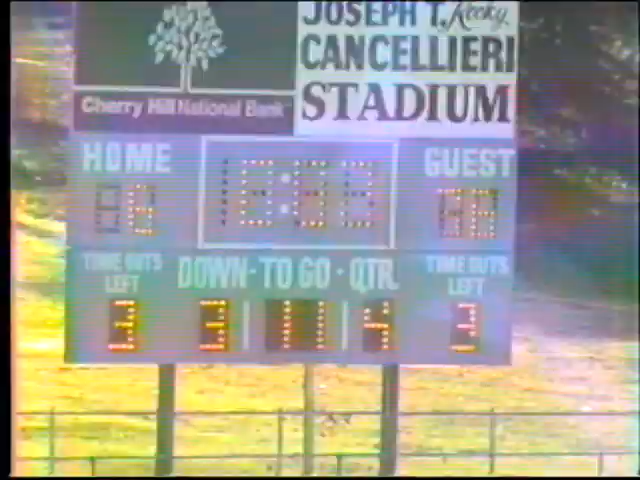 JOSEPH T. Rocky
CANCELLIERI
STADIUM
Cherry Hill National Bank
HOME
GUEST
TIME OUTS
LEFT
DOWN - TO GO - QTR.
TIME OUTS
LEFT
3 3 11 4 3